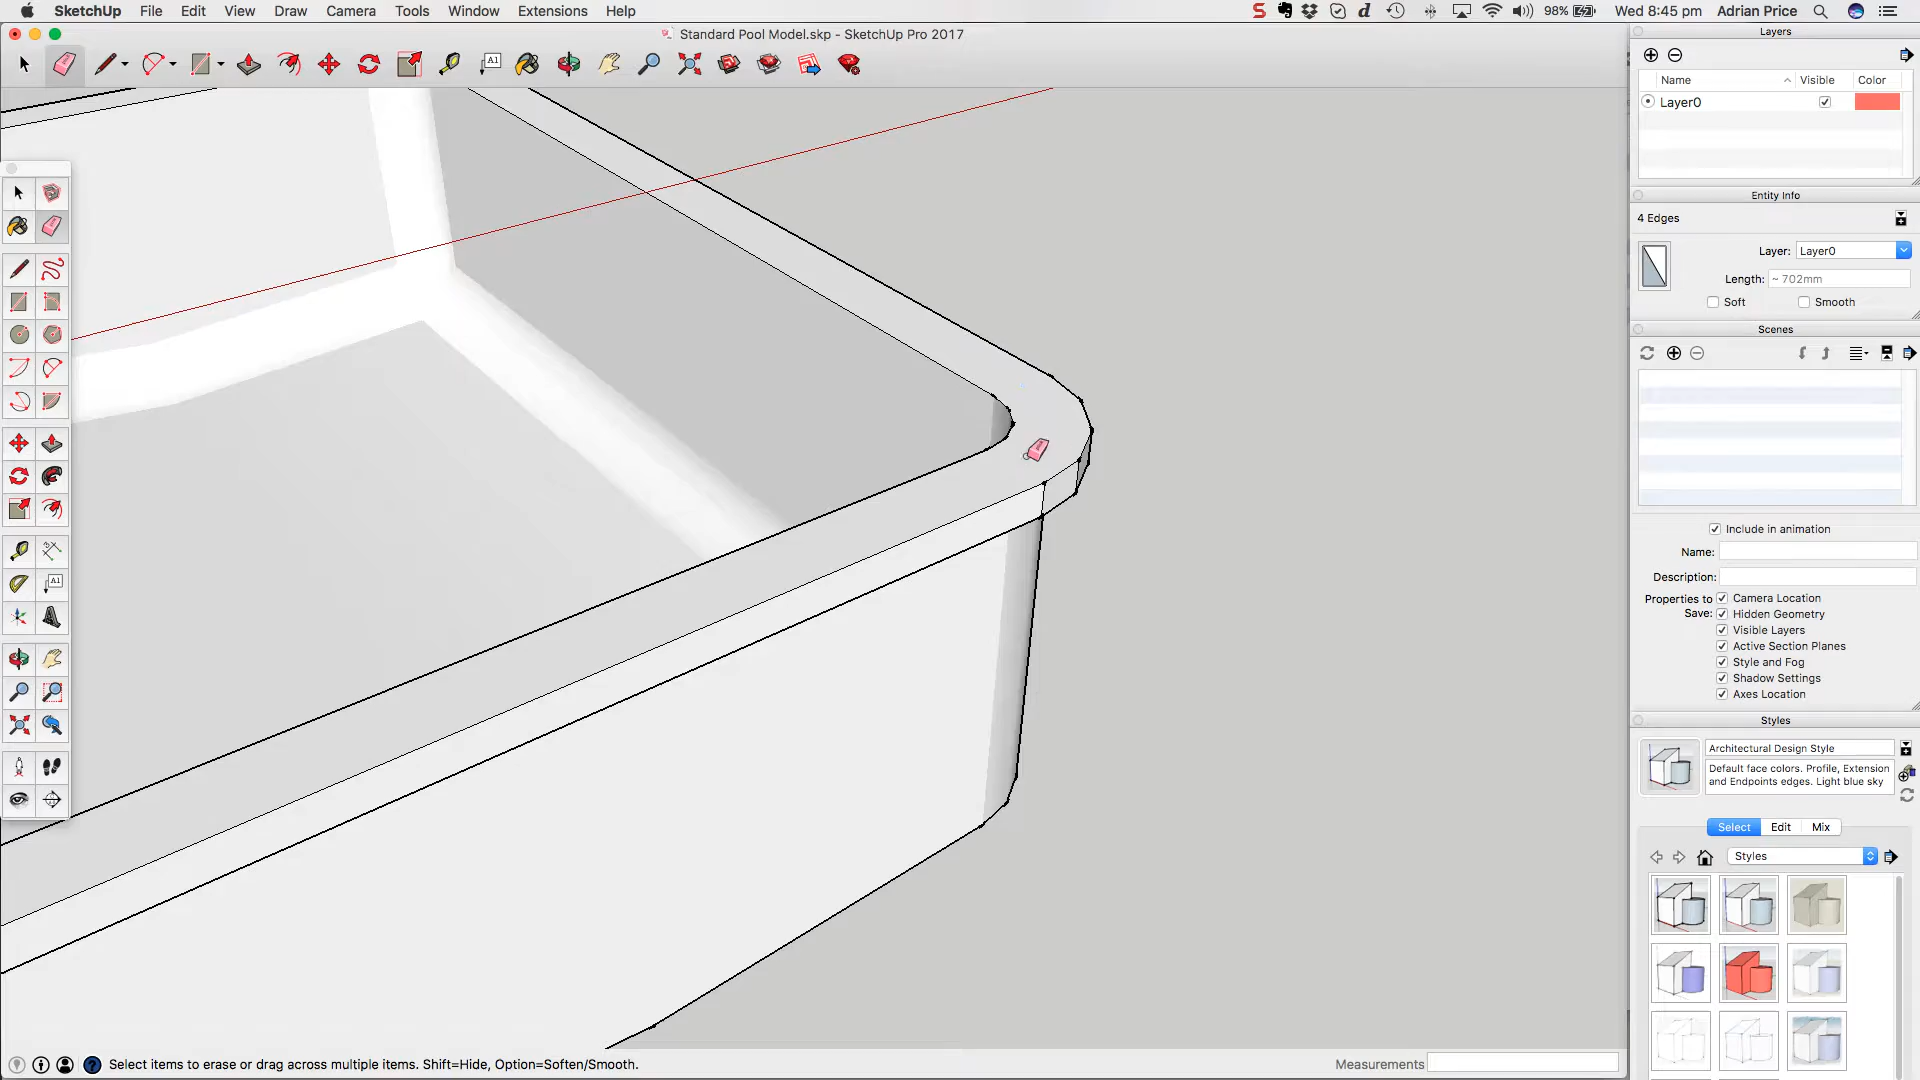 SketchUp File Edit View Draw Camera Tools Window Extensions Help
98% Wed 8:45 pm Adrian Price
Standard Pool Model.skp - SketchUp Pro 2017
Layers
Name Visible Color
Layer0
Entity Info
4 Edges
Layer: Layer0
Length: ~ 702mm
Soft Smooth
Scenes
Include in animation
Name:
Description:
Properties to Save:
Camera Location
Hidden Geometry
Visible Layers
Active Section Planes
Style and Fog
Shadow Settings
Axes Location
Styles
Architectural Design Style
Default face colors. Profile, Extension
and Endpoints edges. Light blue sky
Select Edit Mix
Styles
Select items to erase or drag across multiple items. Shift=Hide, Option=Soften/Smooth.
Measurements